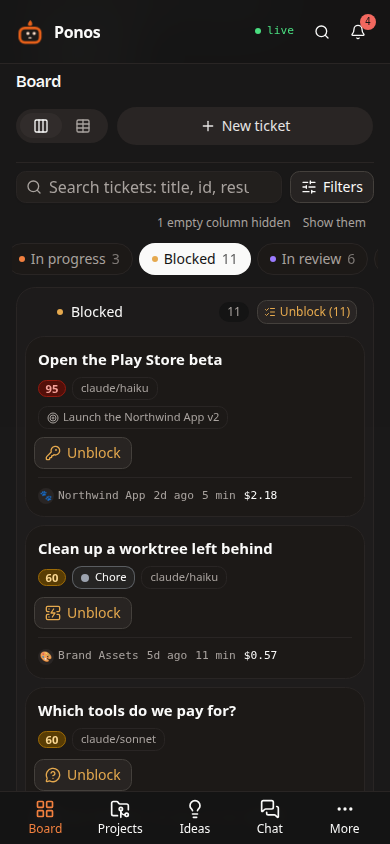 Ponos
live
4
Board
New ticket
Search tickets: title, id, resu
Filters
1 empty column hidden Show them
In progress 3
Blocked 11
In review 6
Blocked
11
Unblock (11)
Open the Play Store beta
95 claude/haiku
Launch the Northwind App v2
Unblock
Northwind App 2d ago 5 min $2.18
Clean up a worktree left behind
60 Chore claude/haiku
Unblock
Brand Assets 5d ago 11 min $0.57
Which tools do we pay for?
60 claude/sonnet
Unblock
Board Projects Ideas Chat More